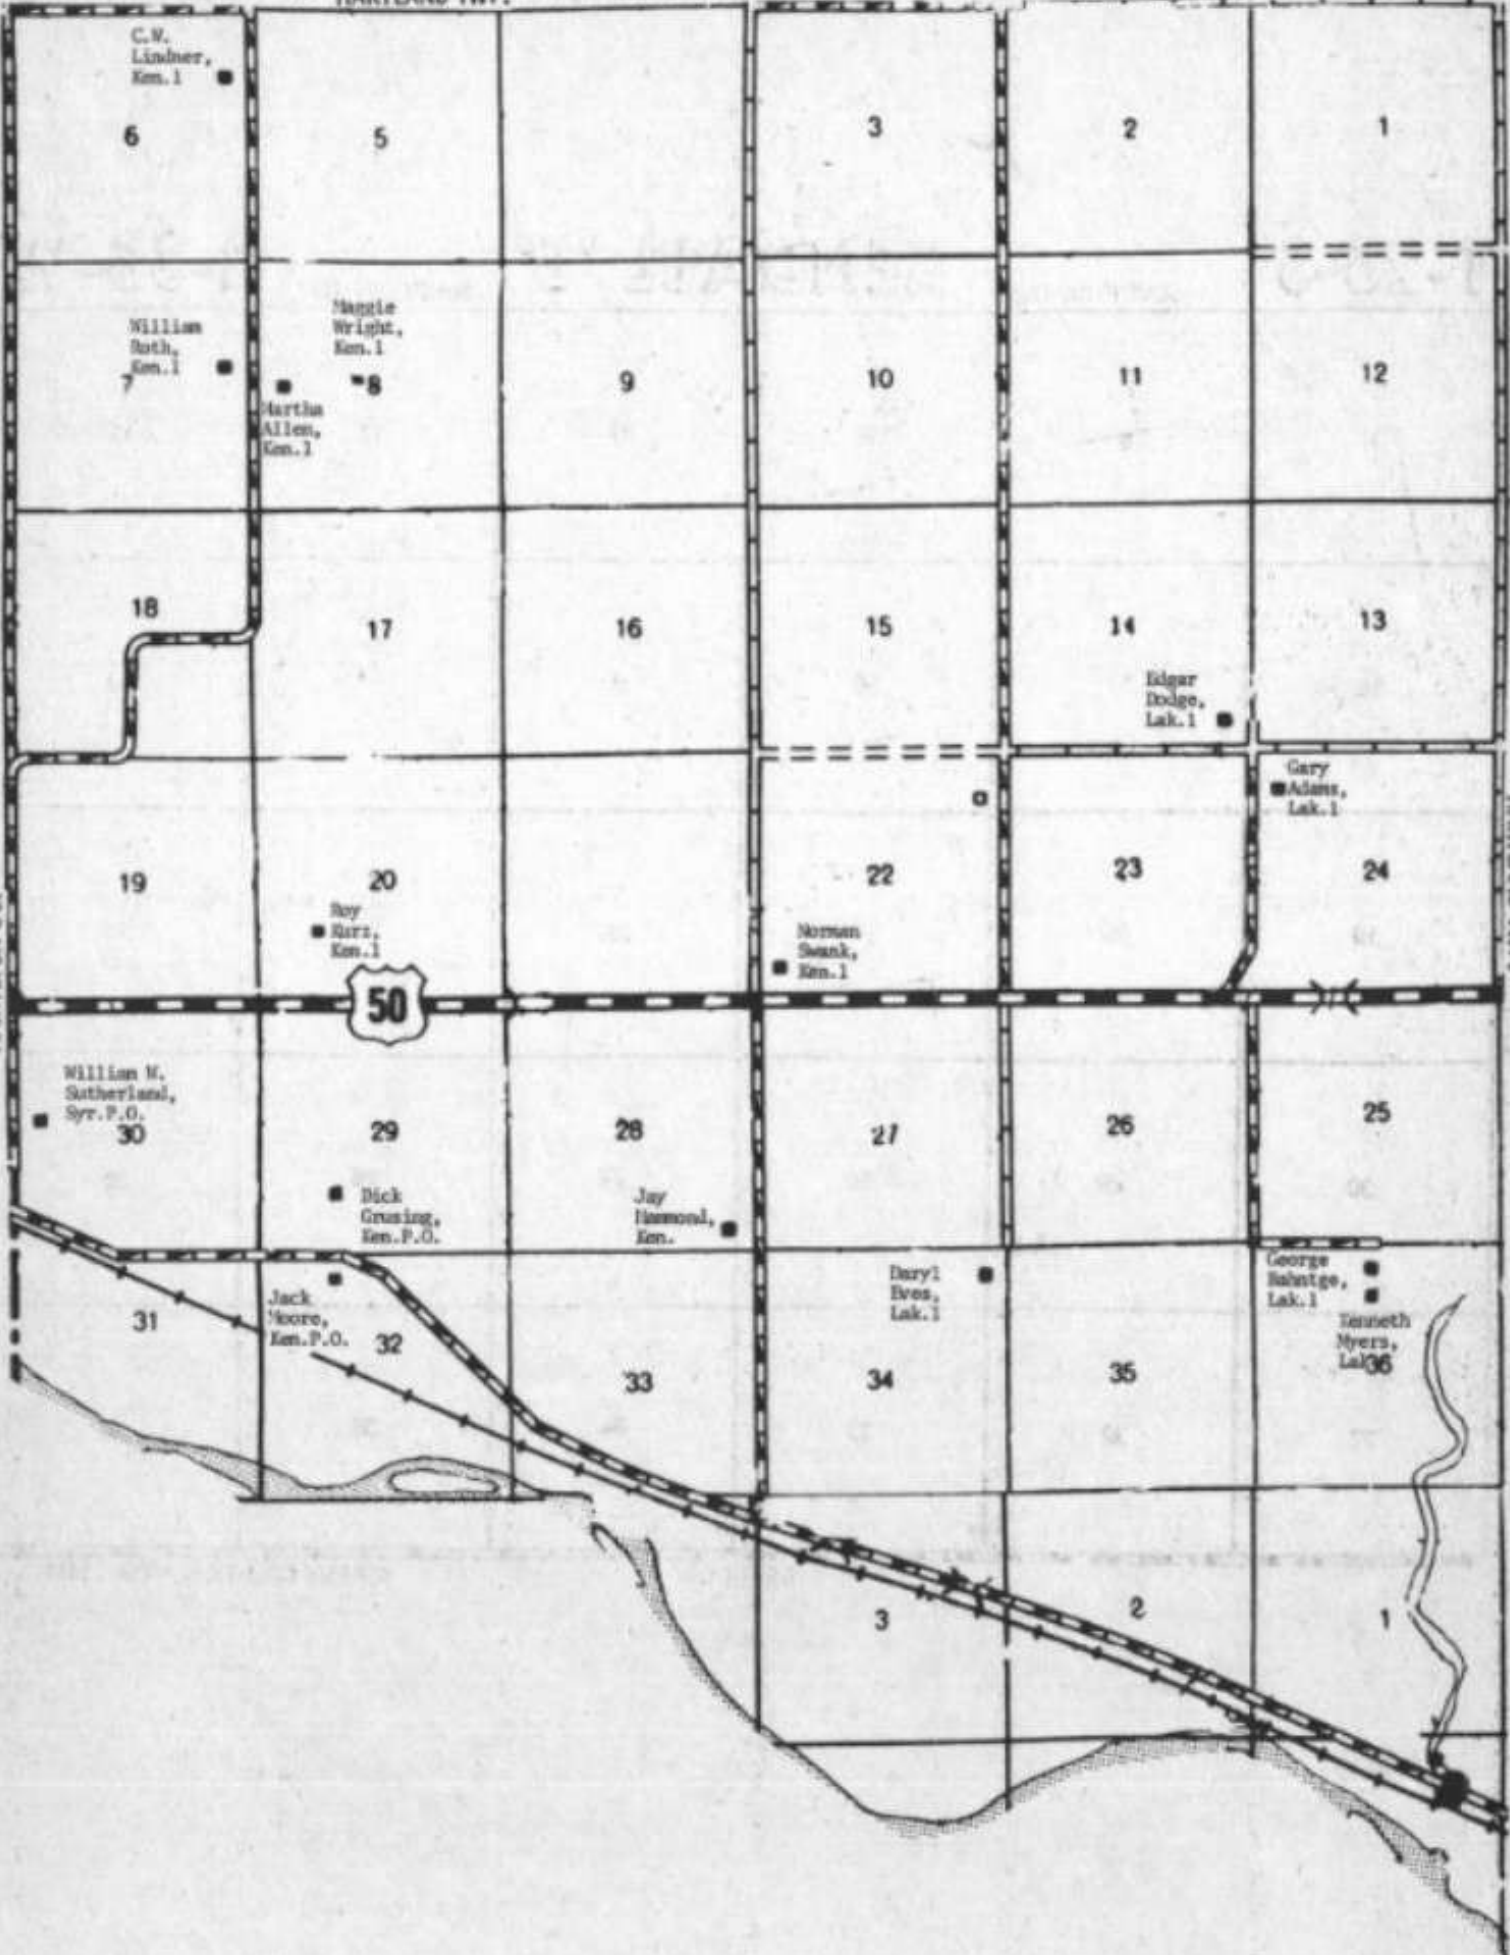 C.W.
Lindner,
Ken.1
6
5
3
2
1
William
Ken.1
7
Maggie
Wright,
Ken.1
8
Martha
Allen,
Ken.1
9
10
11
12
18
17
16
15
14
13
Edgar
Dodge,
Lak.1
Gary
Adams,
Lak.1
19
20
22
23
24
Roy
Kurz,
Ken.1
Norman
Swank,
Ken.1
50
William W.
Sutherland,
Syr.P.O.
30
29
28
27
26
25
Dick
Grusing,
Ken.P.O.
Jay
Hammond,
Ken.
Daryl
Eves,
Lak.1
George
Bahntge,
Lak.1
Kenneth
Myers,
36
Jack
Moore,
Ken.P.O.
31
32
33
34
35
3
2
1